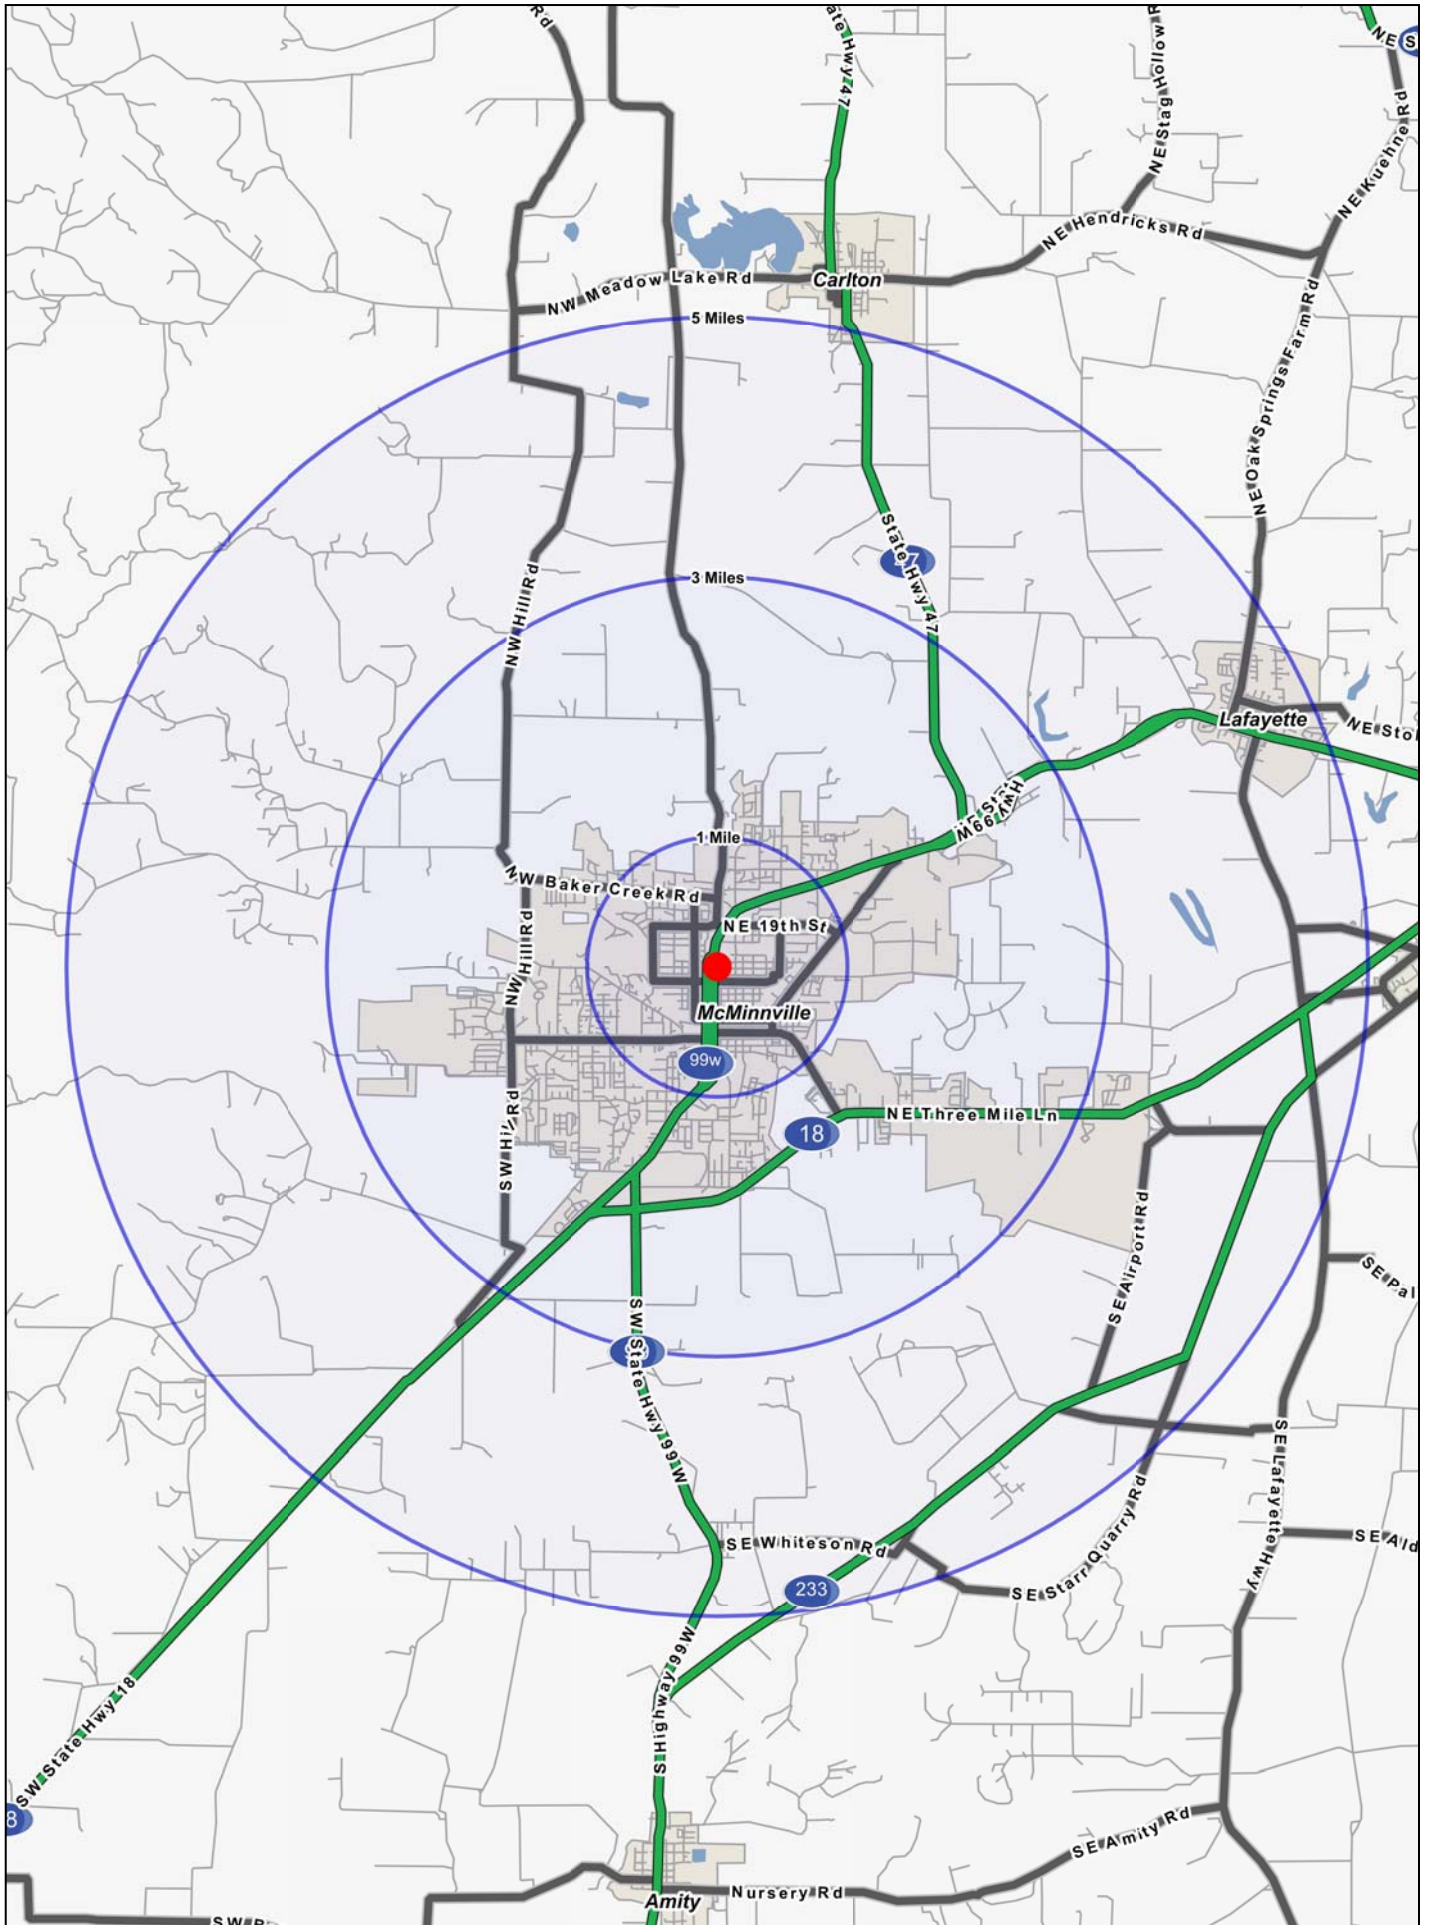 Rd
ate Hwy 47
NE Stag Hollow R
NE S
NE Kuehne Rd
NE Hendricks Rd
NW Meadow Lake Rd
Carlton
5 Miles
NE Oak Springs Farm Rd
State Hwy 47
NW Hill Rd
3 Miles
Lafayette
NE Sto
Hwy 99W
1 Mile
NW Baker Creek Rd
NE 19th St
NW Hill Rd
McMinnville
99w
NE Three Mile Ln
18
SW Hill Rd
SE Airport Rd
SE Pal
SW State Hwy 99W
SE Lafayette Hwy
SE Whiteson Rd
SE Starr Quarry Rd
SE Ald
233
S Highway 99W
SW State Hwy 18
8
SE Amity Rd
Nursery Rd
Amity